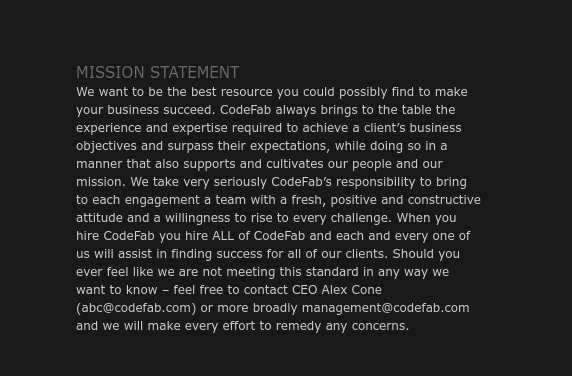 MISSION STATEMENT
We want to be the best resource you could possibly find to make
your business succeed. CodeFab always brings to the table the
experience and expertise required to achieve a client’s business
objectives and surpass their expectations, while doing so in a
manner that also supports and cultivates our people and our
mission. We take very seriously CodeFab’s responsibility to bring
to each engagement a team with a fresh, positive and constructive
attitude and a willingness to rise to every challenge. When you
hire CodeFab you hire ALL of CodeFab and each and every one of
us will assist in finding success for all of our clients. Should you
ever feel like we are not meeting this standard in any way we
want to know – feel free to contact CEO Alex Cone
(abc@codefab.com) or more broadly management@codefab.com
and we will make every effort to remedy any concerns.